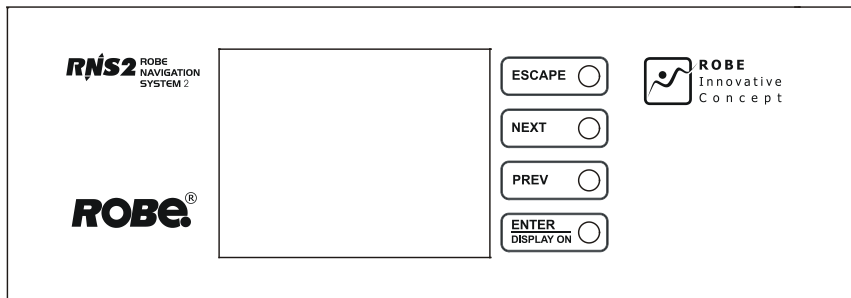 RNS2 ROBE
NAVIGATION
SYSTEM 2
ROBE®
ESCAPE
NEXT
PREV
ENTER
DISPLAY ON
ROBE
Innovative
Concept